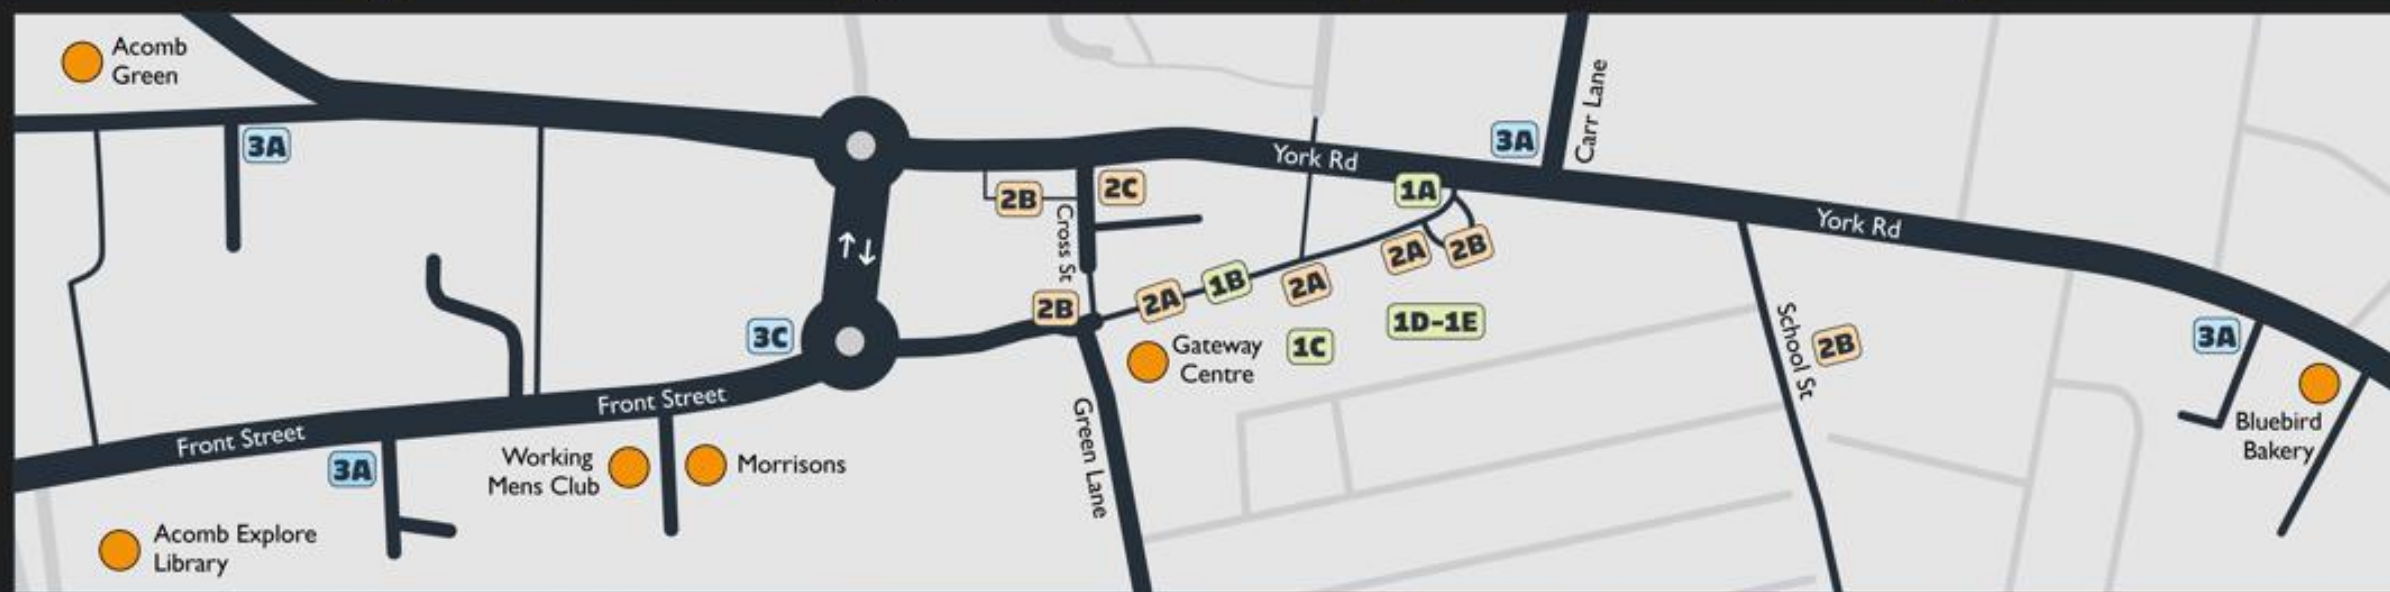 Acomb
Green
3A
3A
Carr Lane
York Rd
1A
2B
2C
Cross St
York Rd
2A
2B
2A
1B
2A
2B
3C
1C
1D-1E
Gateway
Centre
School St
2B
3A
Bluebird
Bakery
Front Street
Front Street
3A
Working
Mens Club
Morrisons
Green Lane
Acomb Explore
Library